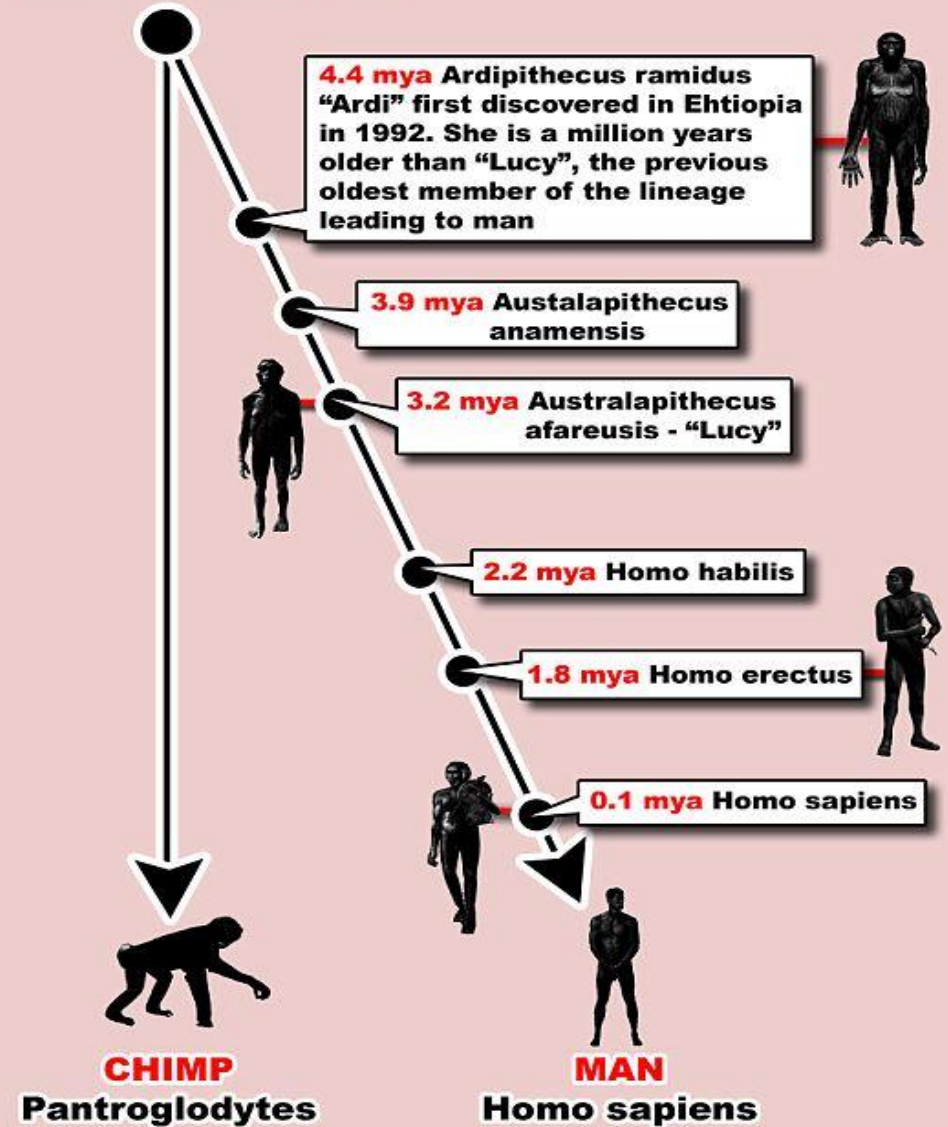 4.4 mya Ardipithecus ramidus
“Ardi” first discovered in Ehtiopia
in 1992. She is a million years
older than “Lucy”, the previous
oldest member of the lineage
leading to man
3.9 mya Austalapithecus
anamensis
3.2 mya Australapithecus
afareusis - “Lucy”
2.2 mya Homo habilis
1.8 mya Homo erectus
0.1 mya Homo sapiens
CHIMP
Pantroglodytes
MAN
Homo sapiens